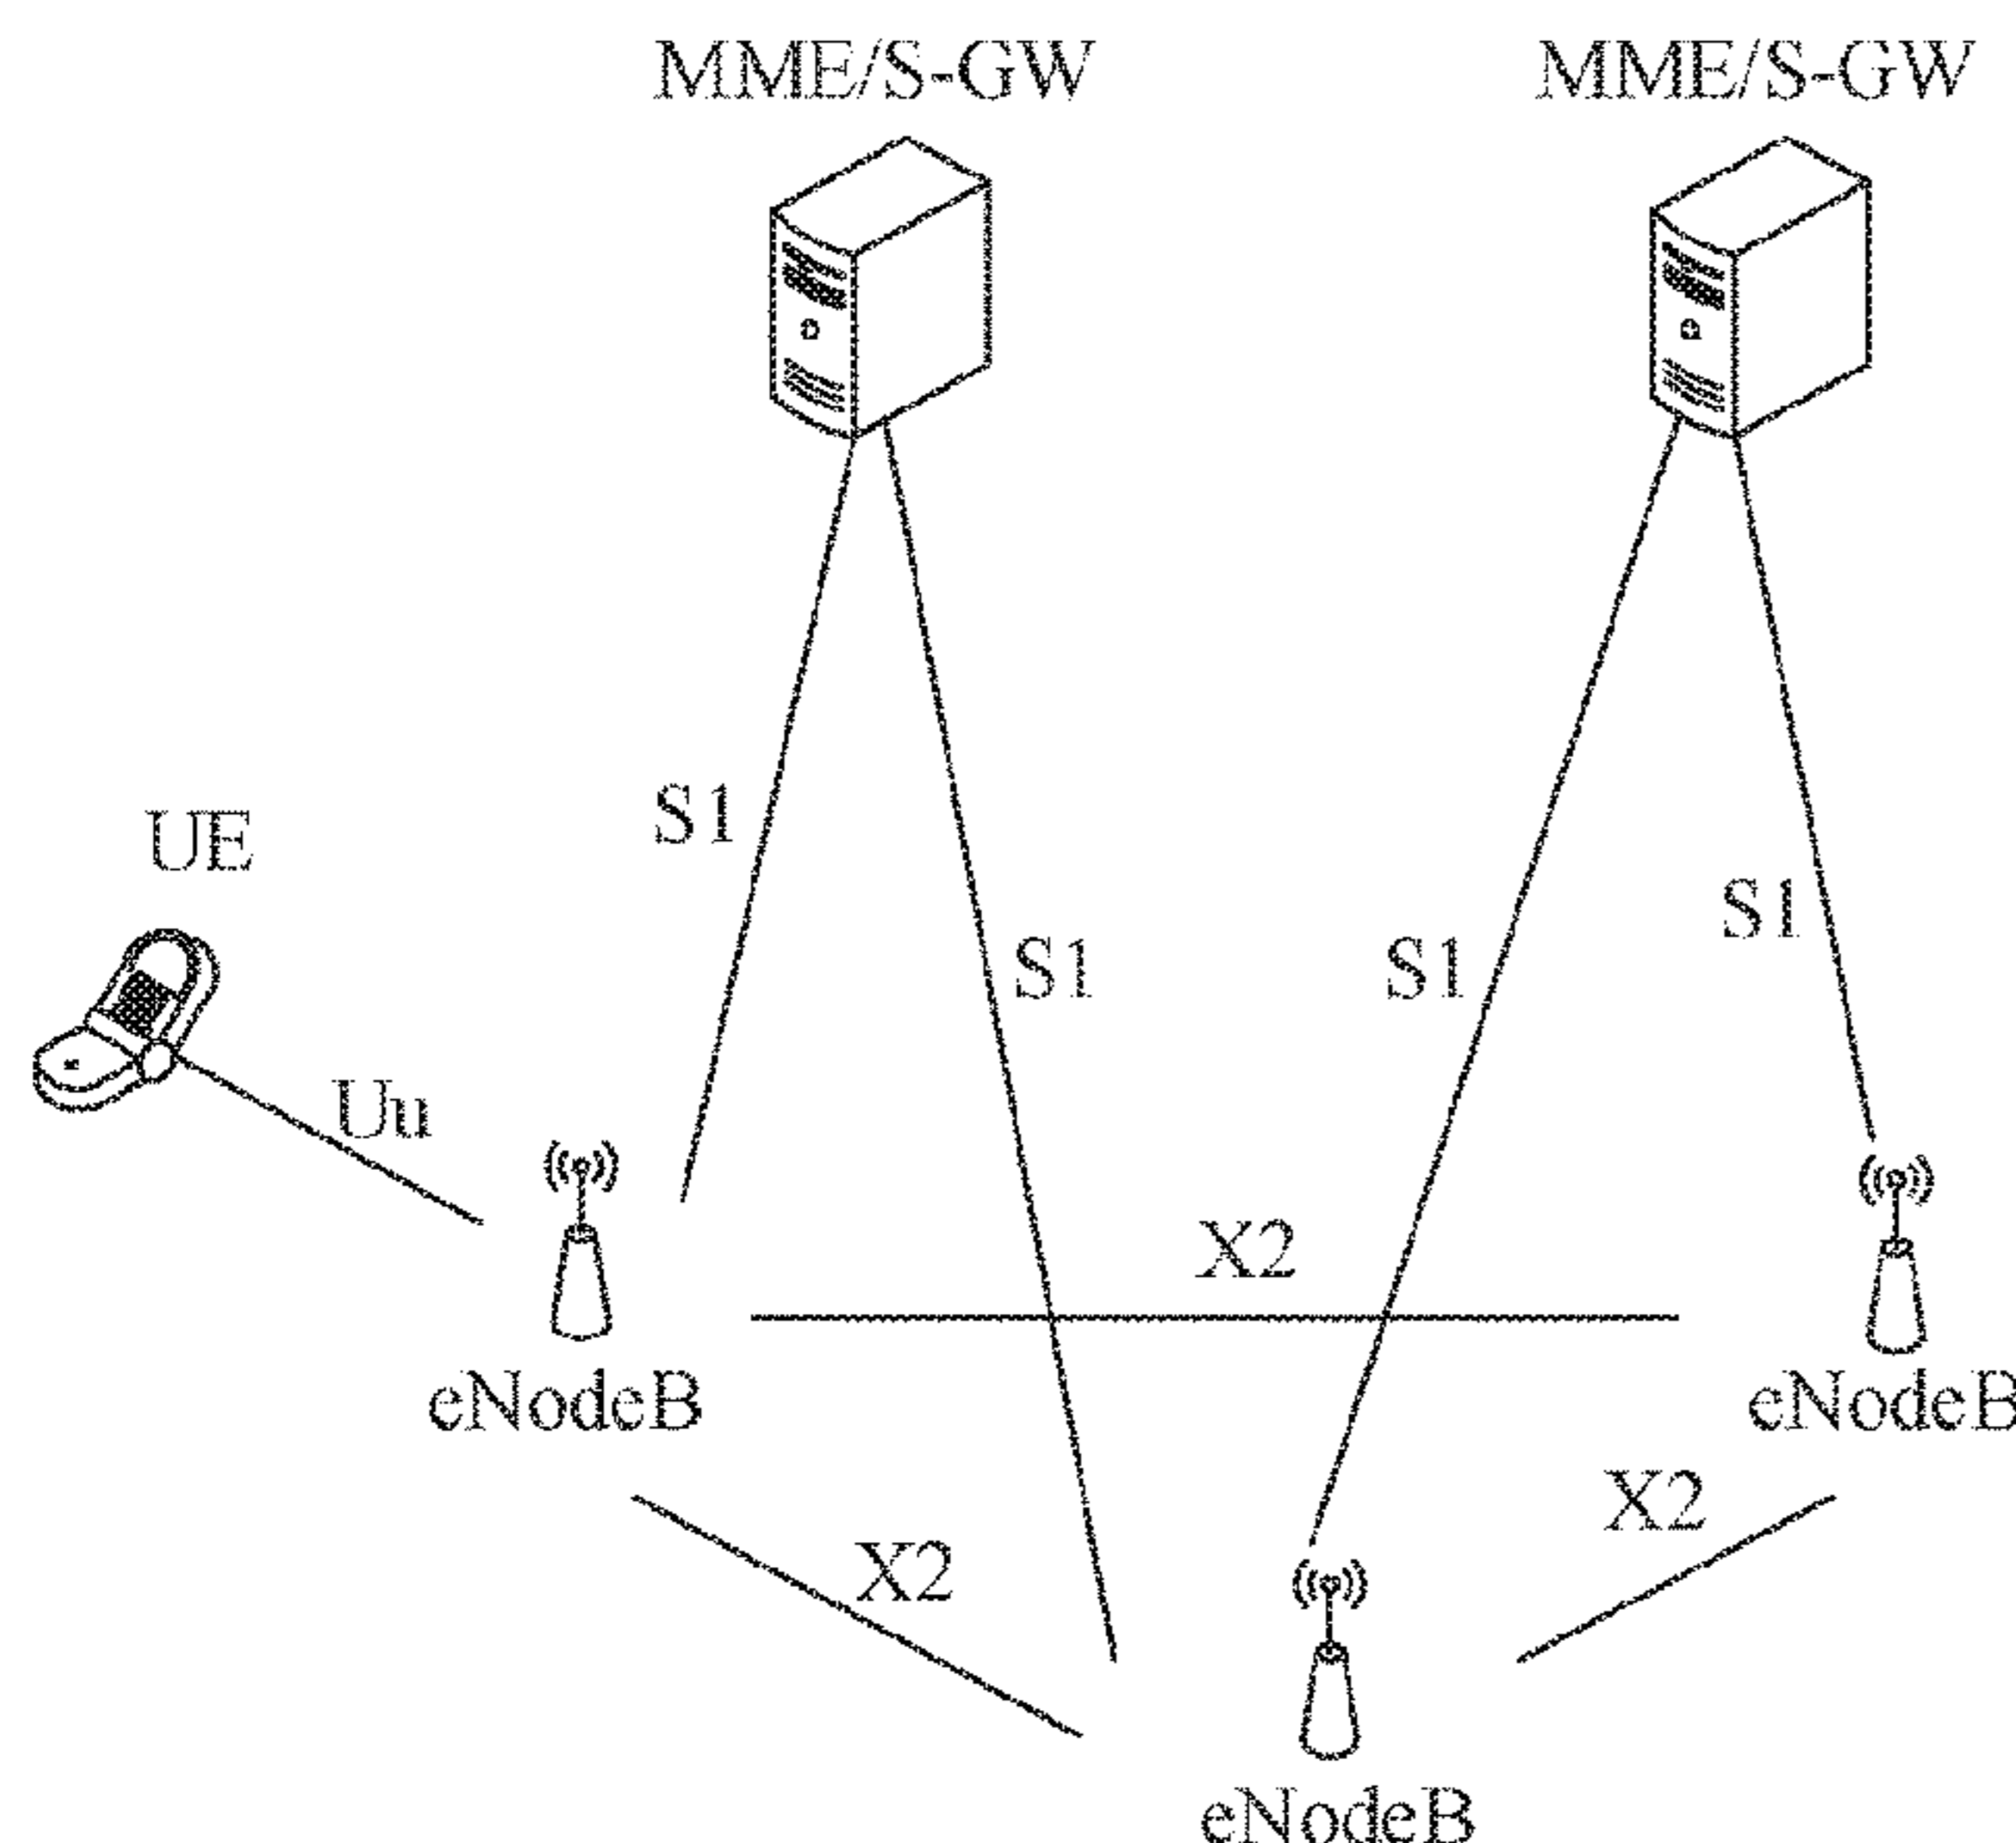 MME/S-GW
MME/S-GW
S1
UE
S1
S1
S1
Uu
X2
eNodeB
eNodeB
X2
X2
eNodeB